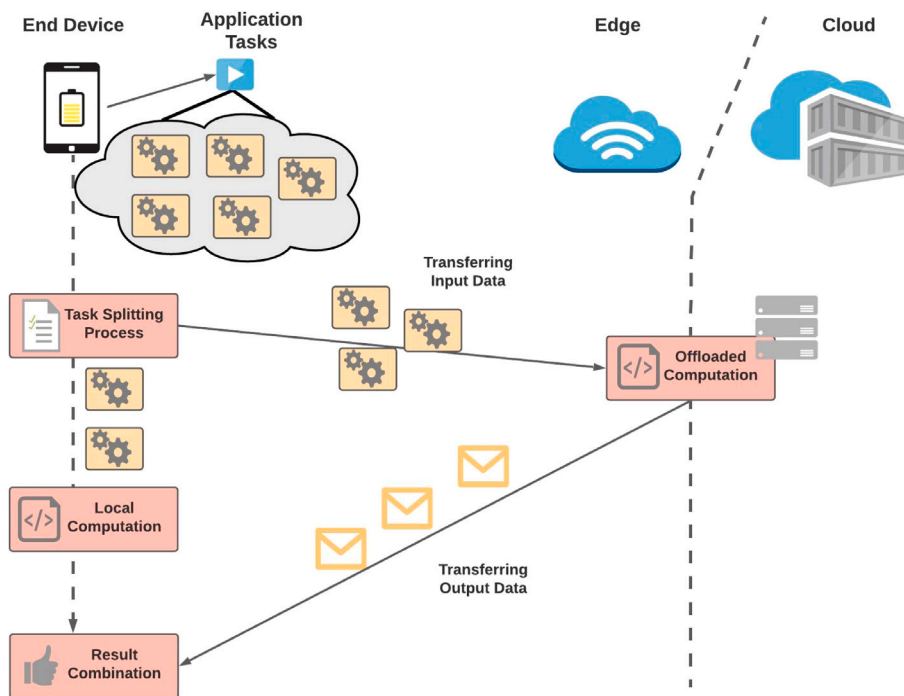 End Device
Application
Tasks
Edge
Cloud
Transferring
Input Data
Task Splitting
Process
</>
Offloaded
Computation
</>
Local
Computation
Transferring
Output Data
Result
Combination